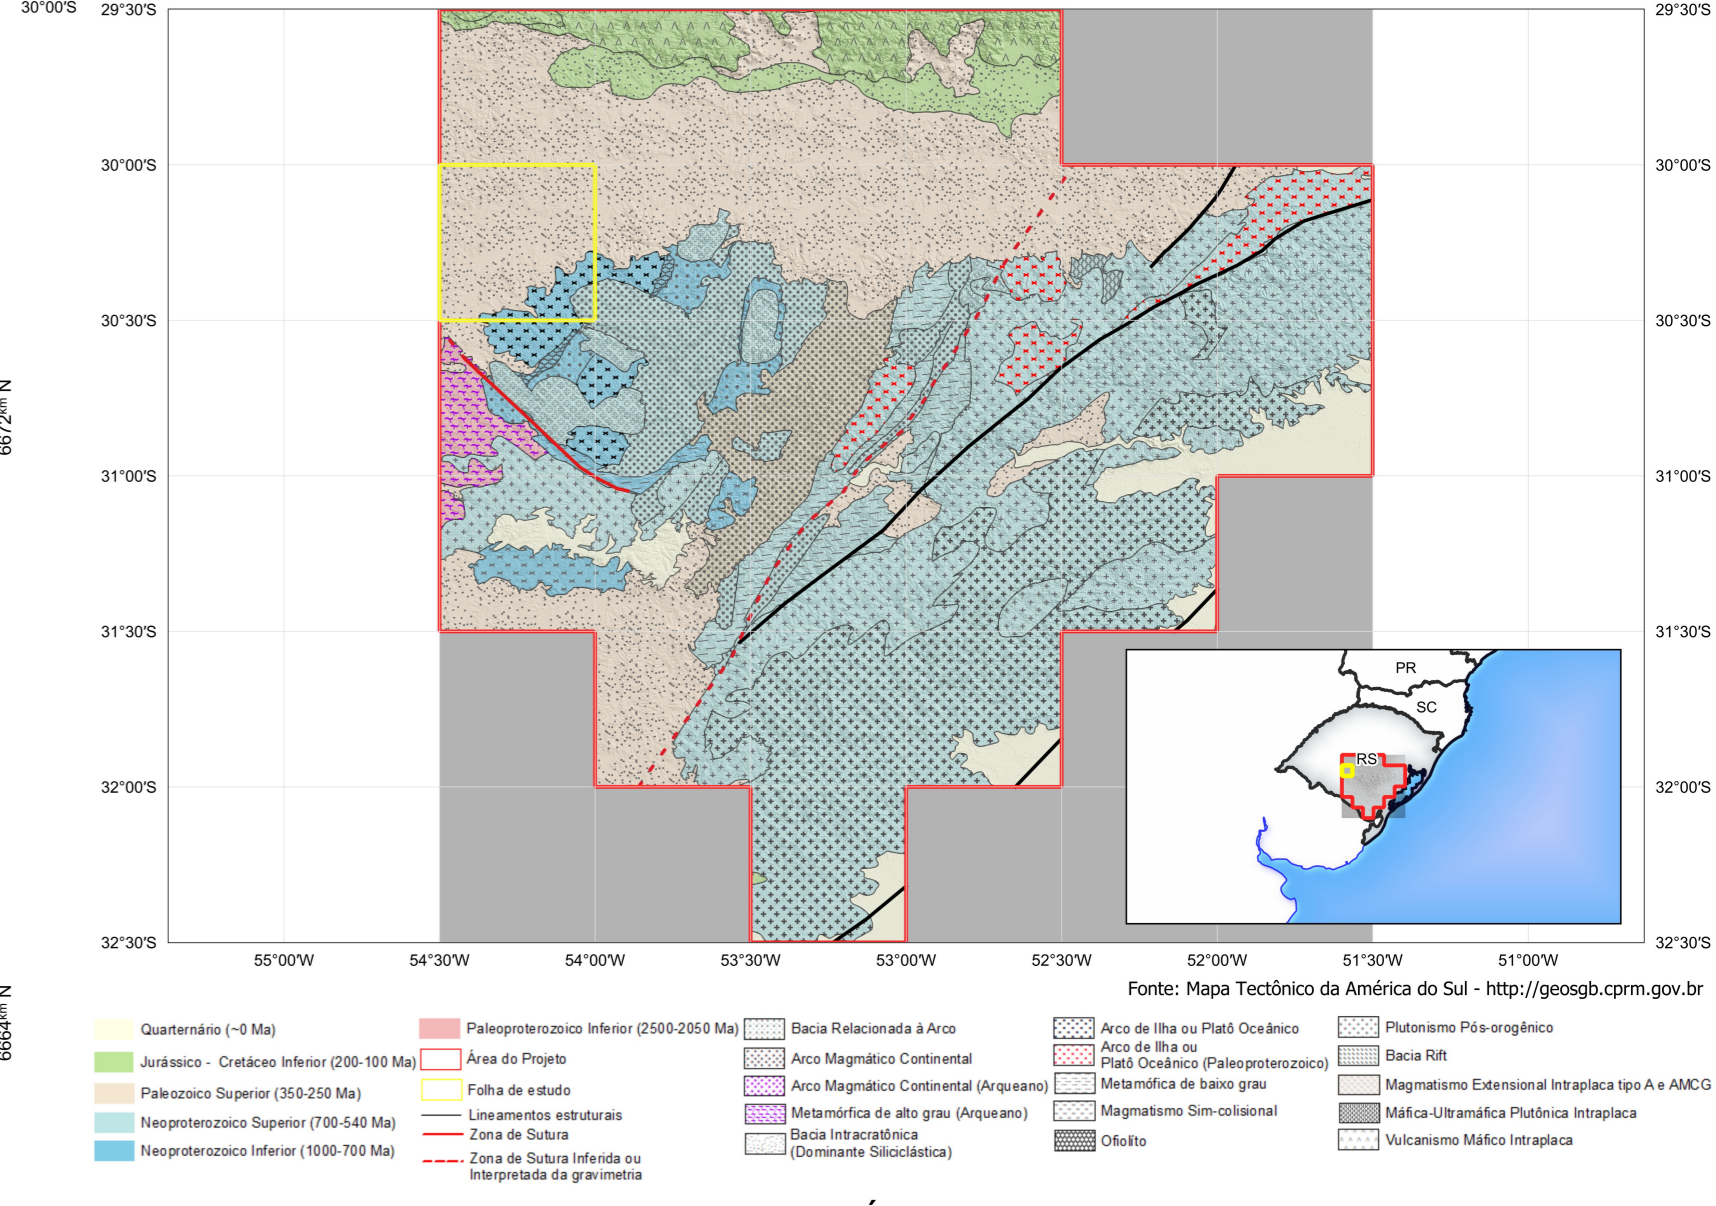 30°00'S
29°30'S
29°30'S
30°00'S
30°00'S
30°30'S
30°30'S
6672km N
31°00'S
31°00'S
31°30'S
31°30'S
PR
SC
RS
32°00'S
32°00'S
32°30'S
32°30'S
55°00'W
54°30'W
54°00'W
53°30'W
53°00'W
52°30'W
52°00'W
51°30'W
51°00'W
6664km N
Fonte: Mapa Tectônico da América do Sul - http://geosgb.cprm.gov.br
Quarternário (~0 Ma)
Jurássico - Cretáceo Inferior (200-100 Ma)
Paleozoico Superior (350-250 Ma)
Neoproterozoico Superior (700-540 Ma)
Neoproterozoico Inferior (1000-700 Ma)
Paleoproterozoico Inferior (2500-2050 Ma)
Área do Projeto
Folha de estudo
Lineamentos estruturais
Zona de Sutura
Zona de Sutura Inferida ou
Interpretada da gravimetria
Bacia Relacionada à Arco
Arco Magmático Continental
Arco Magmático Continental (Arqueano)
Metamórfica de alto grau (Arqueano)
Bacia Intracratônica
(Dominante Siliciclástica)
Arco de Ilha ou Platô Oceânico
Arco de Ilha ou
Platô Oceânico (Paleoproterozoico)
Metamófica de baixo grau
Magmatismo Sim-colisional
Ofiolíto
Plutonismo Pós-orogênico
Bacia Rift
Magmatismo Extensional Intraplaca tipo A e AMCG
Máfica-Ultramáfica Plutônica Intraplaca
Vulcanismo Máfico Intraplaca